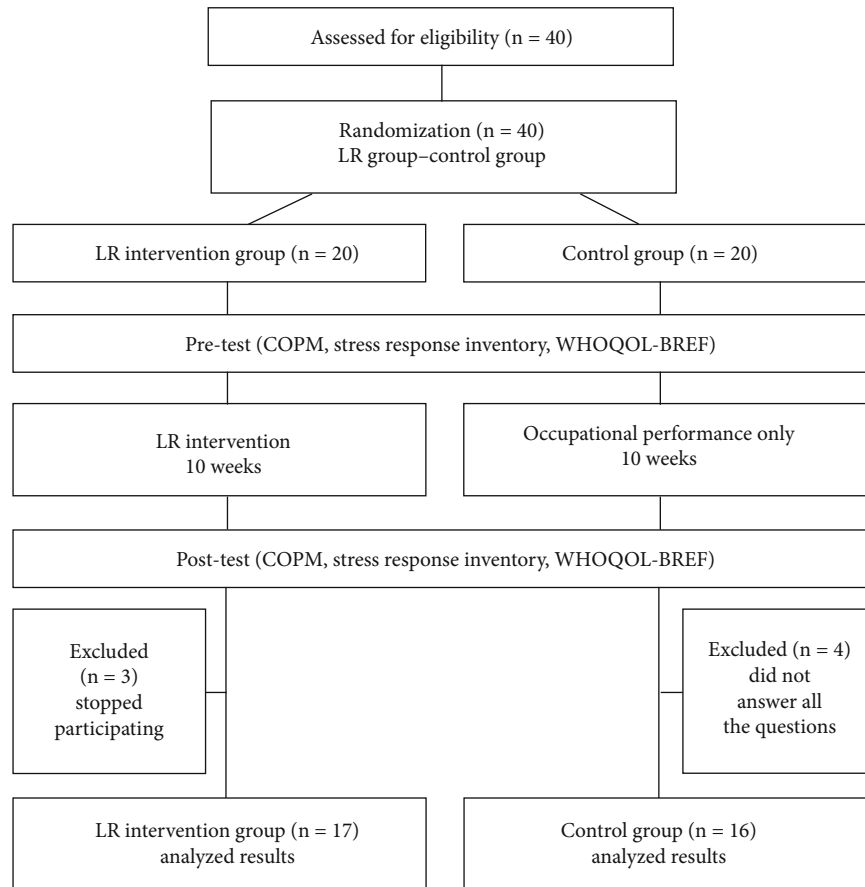 Assessed for eligibility (n = 40)
Randomization (n = 40)
LR group–control group
LR intervention group (n = 20)
Control group (n = 20)
Pre-test (COPM, stress response inventory, WHOQOL-BREF)
LR intervention
10 weeks
Occupational performance only
10 weeks
Post-test (COPM, stress response inventory, WHOQOL-BREF)
Excluded
(n = 3)
stopped
participating
Excluded (n = 4)
did not
answer all
the questions
LR intervention group (n = 17)
analyzed results
Control group (n = 16)
analyzed results